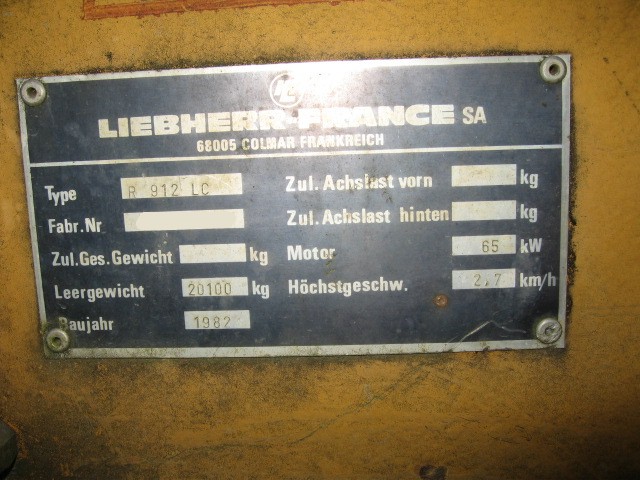 LIEBHERR-FRANCE SA
68005 COLMAR FRANKREICH
Type R 912 LC
Fabr.Nr
Zul.Ges.Gewicht kg
Leergewicht 20100 kg
Baujahr 1982
Zul. Achslast vorn kg
Zul. Achslast hinten kg
Motor 65 kW
Höchstgeschw. 2,7 km/h